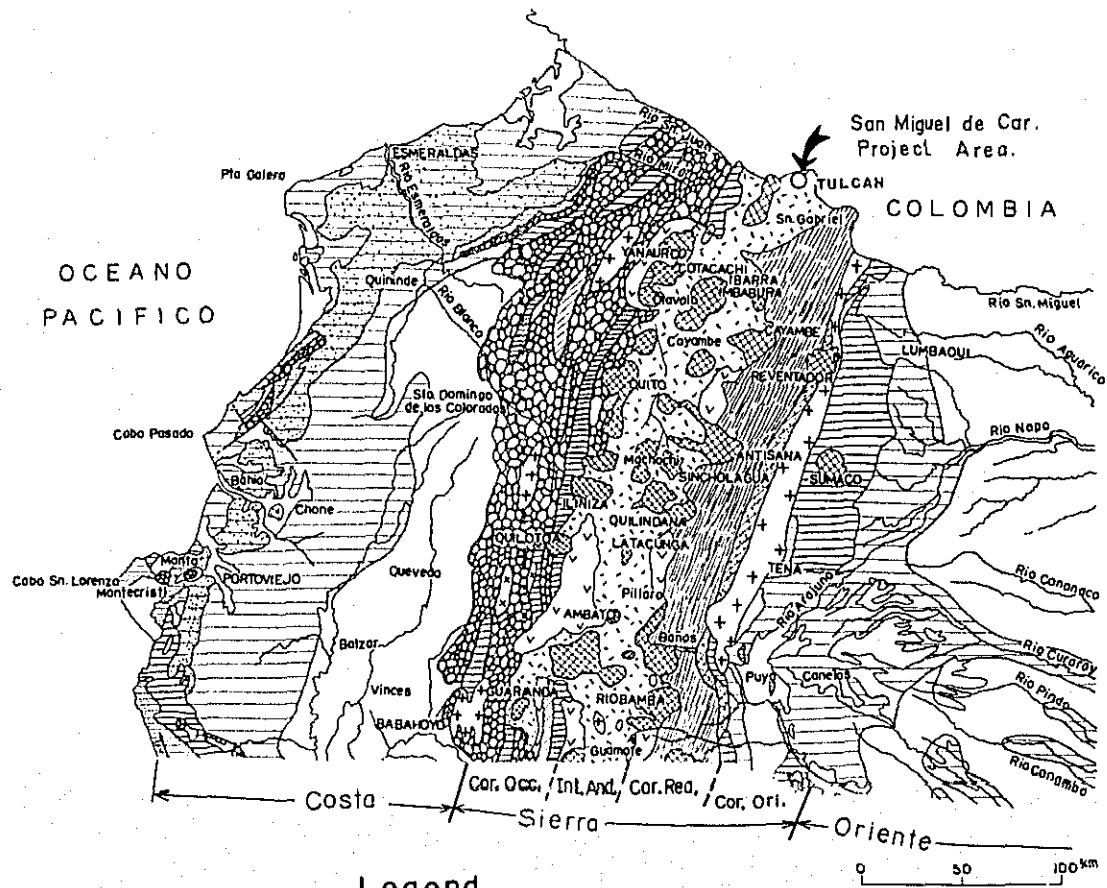 San Miguel de Car.
Project Area.
TULCAN
COLOMBIA
OCEANO
PACIFICO
Rio Sn. Juan
Rio Mira
ESMERALDAS
Pta Galera
Rio Esmeraldas
Sn. Gabriel
YANAURCO
COTACACHI
IBARRA
IMBABURA
Otavalo
Quininde
Rio Blanco
Rio Sn. Miguel
CAYAMBE
Cayambe
LUMBAQUI
Rio Aguarico
REVENTADOR
QUITO
Sto. Domingo
de los Colorados
Cabo Pasado
Rio Napo
Machachi
ANTISANA
SINCHOLAGUA
SUMACO
Bahia
Chone
ILINIZA
QUILINDANA
QUILOTOA
LATACUNGA
Manta
Cabo Sn. Lorenzo
Montecristi
PORTOVIEJO
Quevedo
TENA
Rio Arajuno
Rio Cononaco
Pillaro
AMBATO
Balzar
Baños
Rio Curaray
Puyo
Canelos
Rio Pindo
Vinces
GUARANDA
RIOBAMBA
BABAHOYO
Guamote
Rio Conambo
Cor. Occ.
Int. And.
Cor. Rea.
Cor. Ori.
Costa
Sierra
Oriente
0 50 100 km
Legend